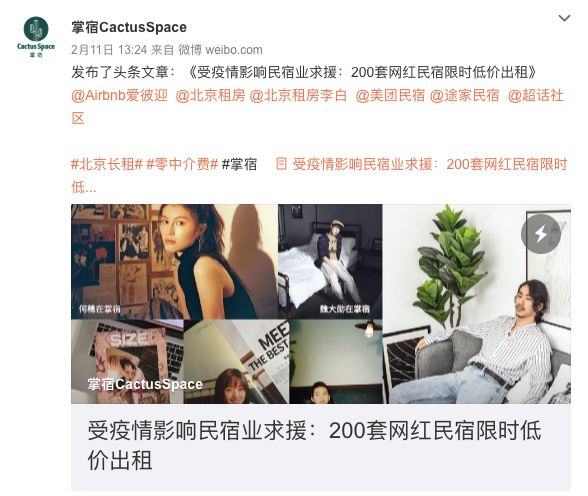 掌宿CactusSpace
Cactus Space
掌宿
2月11日 13:24 来自 微博 weibo.com
发布了头条文章：《受疫情影响民宿业求援：200套网红民宿限时低价出租》
@Airbnb爱彼迎 @北京租房 @北京租房李白 @美团民宿 @途家民宿 @超话社
区
#北京长租# #零中介费# #掌宿 受疫情影响民宿业求援：200套网红民宿限时
低...
何穗在掌宿
魏大勋在掌宿
SIZE
MEET
THE BEST
掌宿CactusSpace
受疫情影响民宿业求援：200套网红民宿限时低
价出租